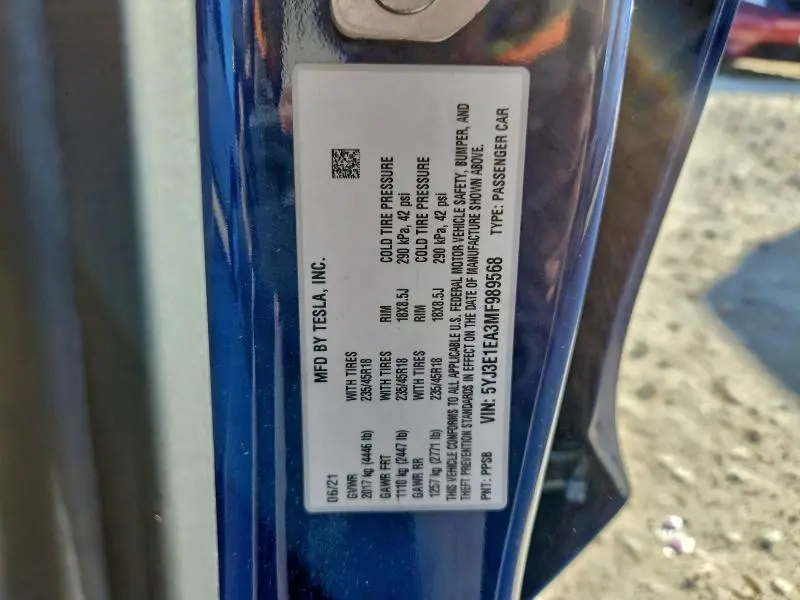 MFD BY TESLA, INC.
06/21
GVWR WITH TIRES
2017 kg (4446 lb) 235/45R18
GAWR FRT WITH TIRES RIM COLD TIRE PRESSURE
1110 kg (2447 lb) 235/45R18 18X8.5J 290 kPa, 42 psi
GAWR RR WITH TIRES RIM COLD TIRE PRESSURE
1257 kg (2771 lb) 235/45R18 18X8.5J 290 kPa, 42 psi
THIS VEHICLE CONFORMS TO ALL APPLICABLE U.S. FEDERAL MOTOR VEHICLE SAFETY, BUMPER, AND
THEFT PREVENTION STANDARDS IN EFFECT ON THE DATE OF MANUFACTURE SHOWN ABOVE.
PNT: PPSB VIN: 5YJ3E1EA3MF989568 TYPE: PASSENGER CAR